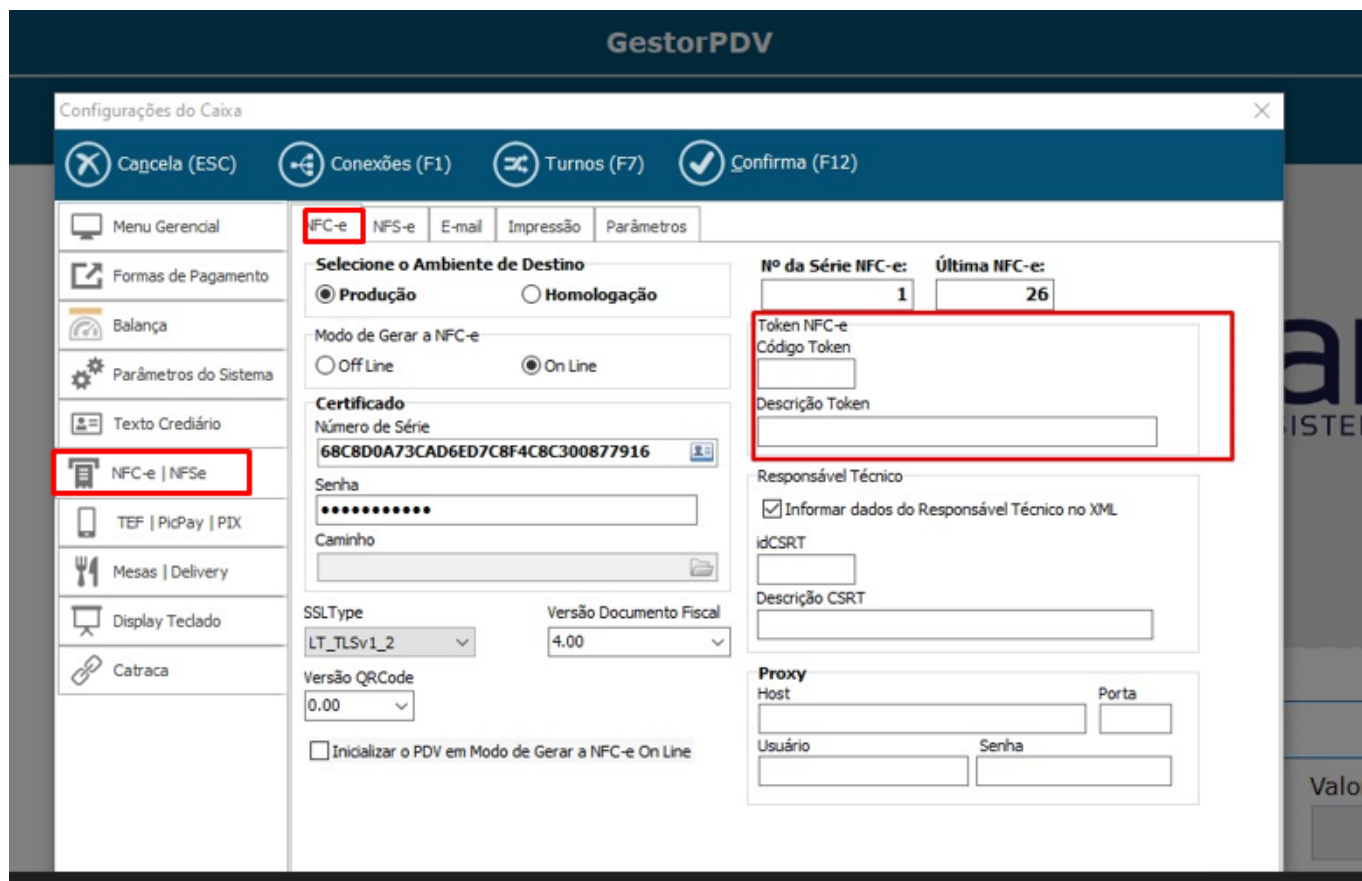 GestorPDV
Configurações do Caixa
Cancela (ESC)
Conexões (F1)
Turnos (F7)
Confirma (F12)
Menu Gerencial
Formas de Pagamento
Balança
Parâmetros do Sistema
Texto Crediário
NFC-e | NFSe
TEF | PicPay | PIX
Mesas | Delivery
Display Teclado
Catraca
NFC-e
NFS-e
E-mail
Impressão
Parâmetros
Selecione o Ambiente de Destino
Produção
Homologação
Modo de Gerar a NFC-e
Off Line
On Line
Certificado
Número de Série
68C8D0A73CAD6ED7C8F4C8C300877916
Senha
•••••••••••
Caminho
SSLType
LT_TLSv1_2
Versão Documento Fiscal
4.00
Versão QRCode
0.00
Inicializar o PDV em Modo de Gerar a NFC-e On Line
Nº da Série NFC-e:
1
Última NFC-e:
26
Token NFC-e
Código Token
Descrição Token
Responsável Técnico
Informar dados do Responsável Técnico no XML
idCSRT
Descrição CSRT
Proxy
Host
Porta
Usuário
Senha